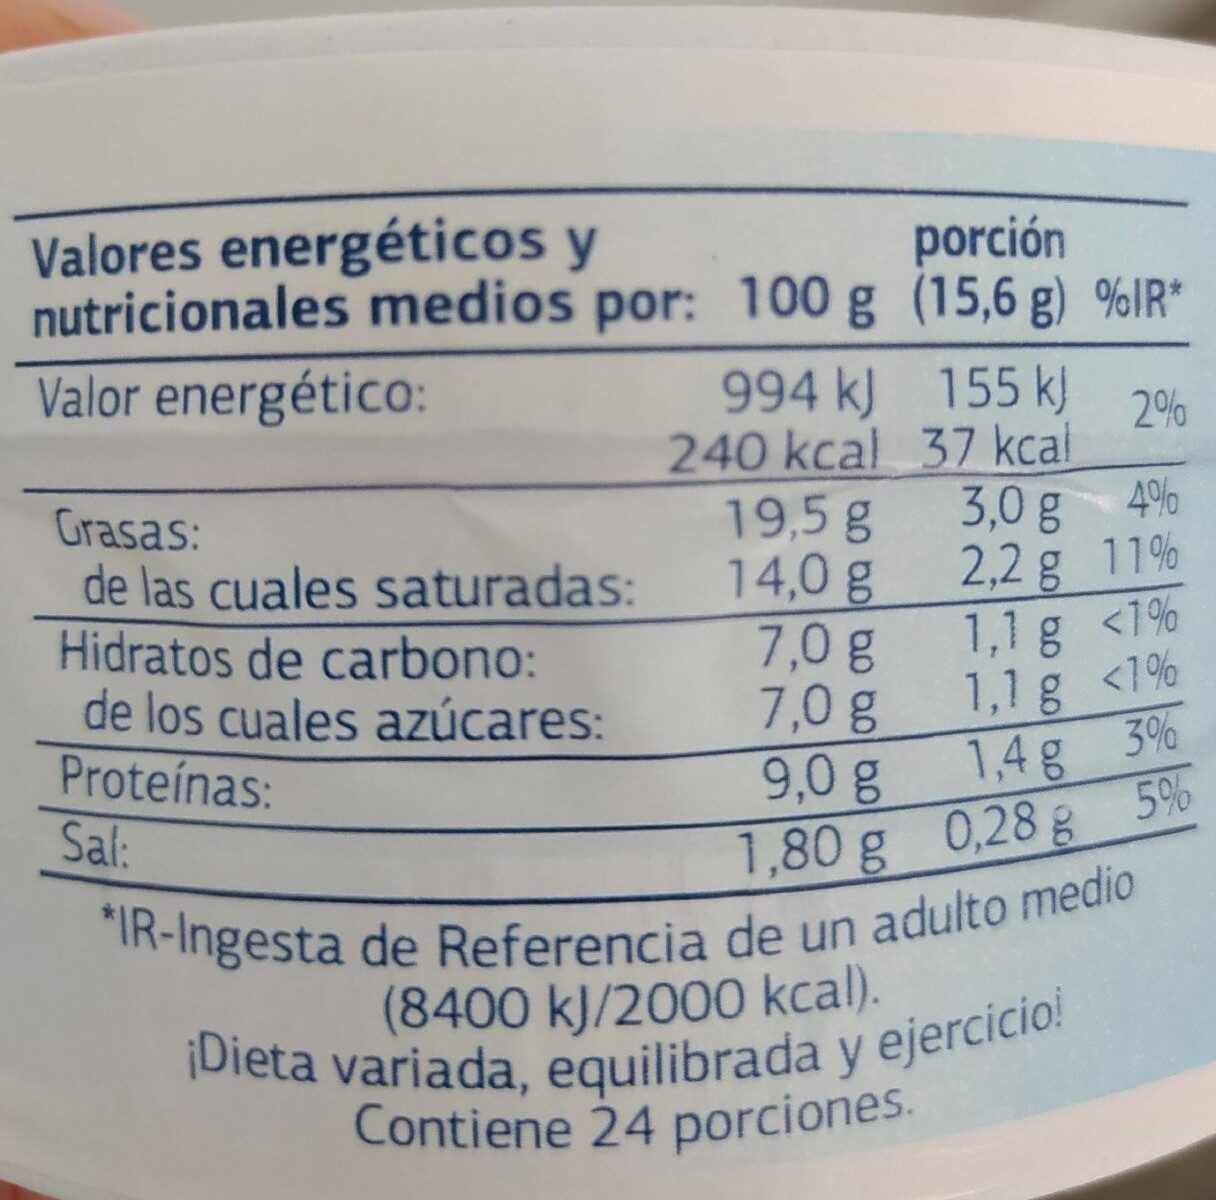 Valores energéticos y porción
nutricionales medios por: 100 g (15,6 g) %IR*
Valor energético: 994 kJ 155 kJ 2%
240 kcal 37 kcal
Grasas: 19,5 g 3,0 g 4%
de las cuales saturadas: 14,0 g 2,2 g 11%
Hidratos de carbono: 7,0 g 1,1 g <1%
de los cuales azúcares: 7,0 g 1,1 g <1%
Proteínas: 9,0 g 1,4 g 3%
Sal: 1,80 g 0,28 g 5%
*IR-Ingesta de Referencia de un adulto medio
(8400 kJ/2000 kcal).
¡Dieta variada, equilibrada y ejercicio!
Contiene 24 porciones.